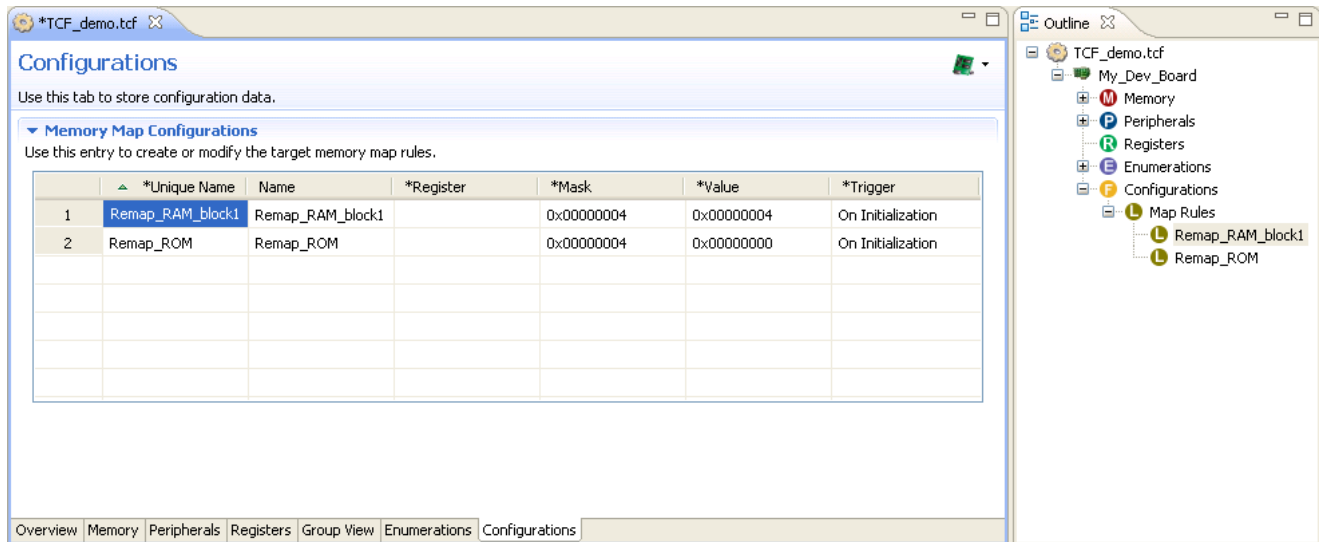 *TCF_demo.tcf
Configurations
Use this tab to store configuration data.
Memory Map Configurations
Use this entry to create or modify the target memory map rules.
*Unique Name Name *Register *Mask *Value *Trigger
1 Remap_RAM_block1 Remap_RAM_block1 0x00000004 0x00000004 On Initialization
2 Remap_ROM Remap_ROM 0x00000004 0x00000000 On Initialization
Overview Memory Peripherals Registers Group View Enumerations Configurations
Outline
TCF_demo.tcf
My_Dev_Board
M Memory
P Peripherals
R Registers
E Enumerations
F Configurations
L Map Rules
L Remap_RAM_block1
L Remap_ROM